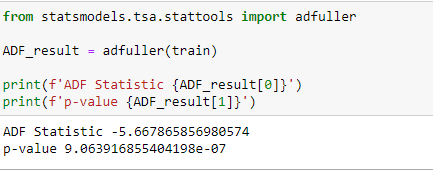 from statsmodels.tsa.stattools import adfuller
ADF_result = adfuller(train)
print(f'ADF Statistic {ADF_result[0]}')
print(f'p-value {ADF_result[1]}')
ADF Statistic -5.667865856980574
p-value 9.063916855404198e-07